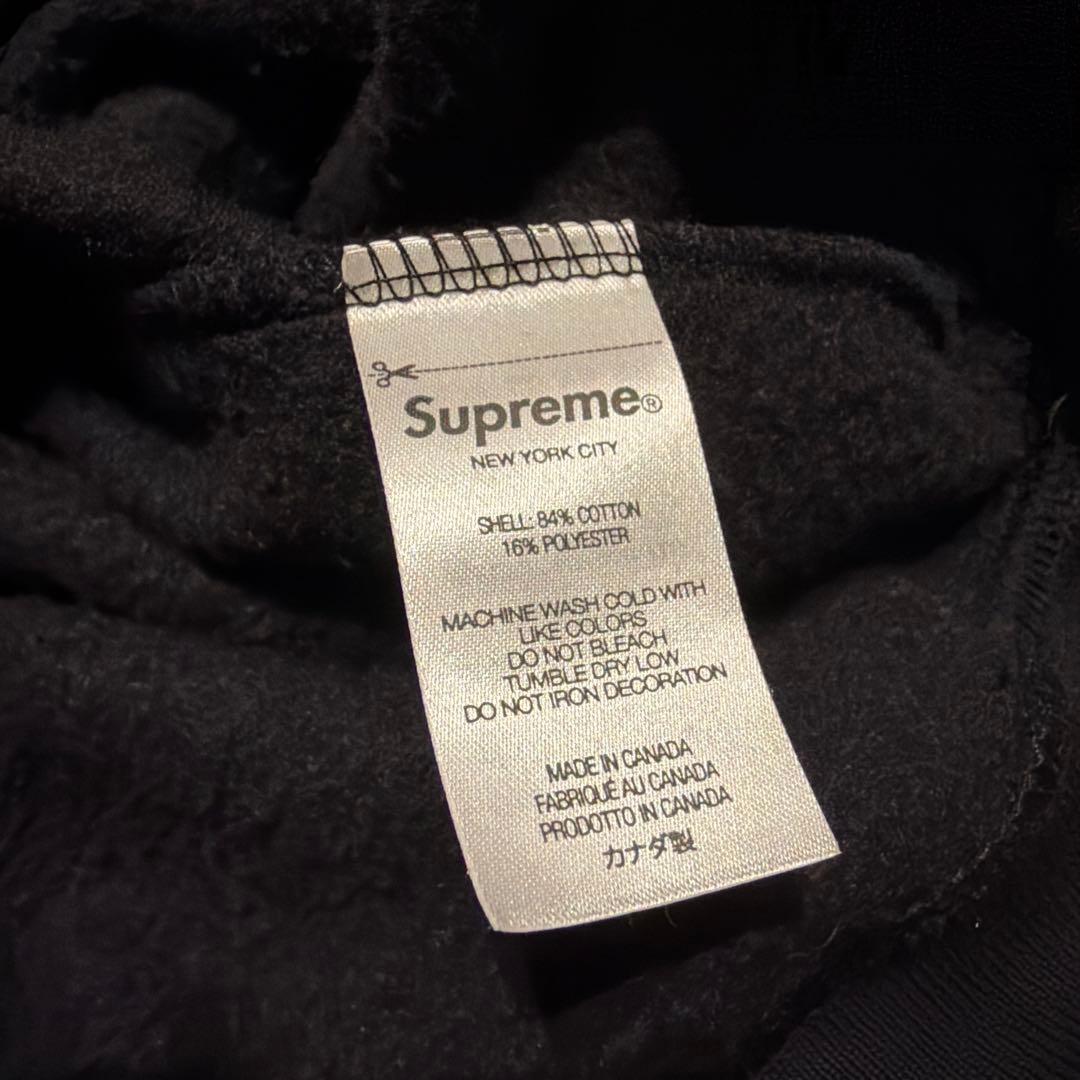 Supreme®
NEW YORK CITY
SHELL: 84% COTTON
16% POLYESTER
MACHINE WASH COLD WITH
LIKE COLORS
DO NOT BLEACH
TUMBLE DRY LOW
DO NOT IRON DECORATION
MADE IN CANADA
FABRIQUÉ AU CANADA
PRODOTTO IN CANADA
カナダ製